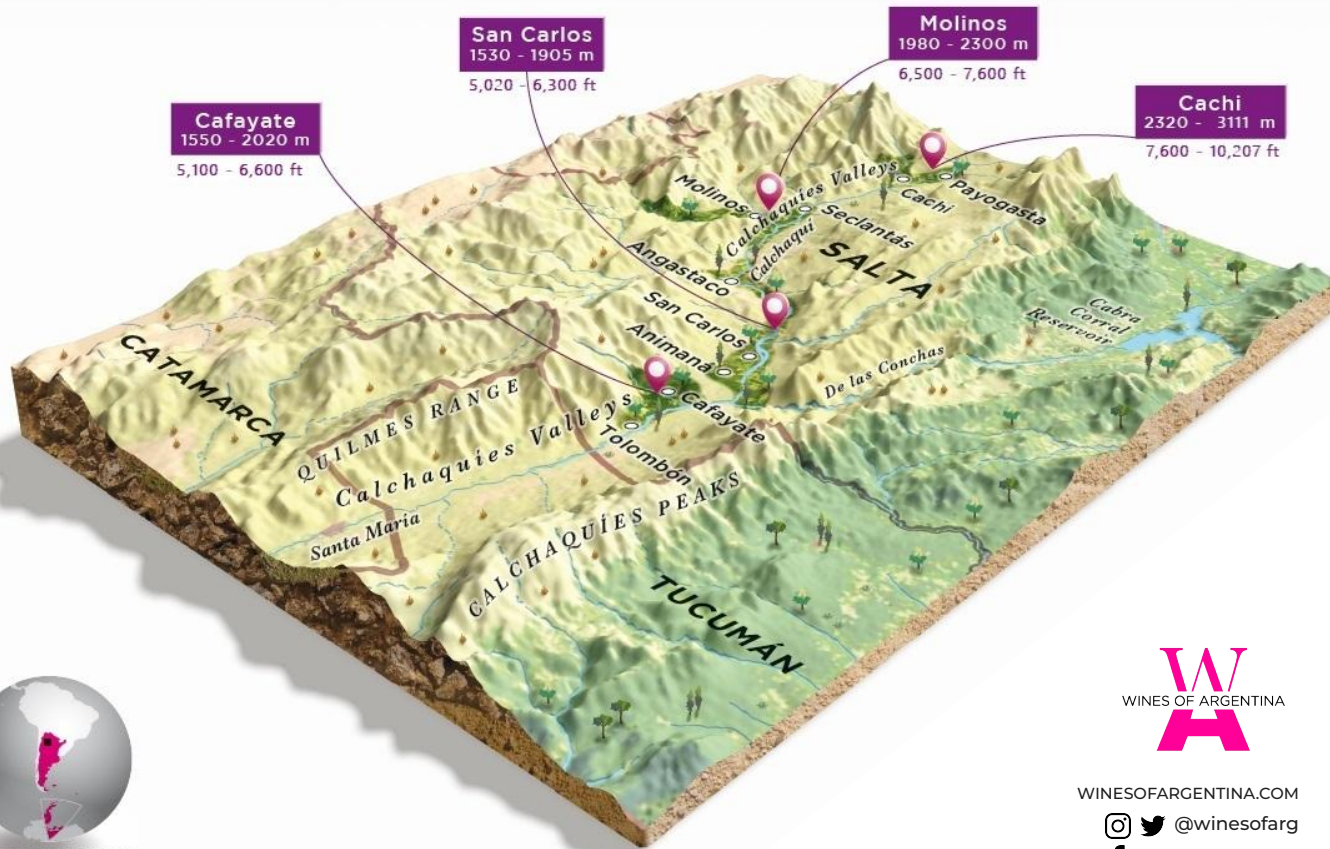 Molinos
1980 - 2300 m
6,500 - 7,600 ft
San Carlos
1530 - 1905 m
5,020 - 6,300 ft
Cachi
2320 - 3111 m
7,600 - 10,207 ft
Cafayate
1550 - 2020 m
5,100 - 6,600 ft
Molinos
Calchaquíes Valleys
Calchaquí
Cachi
Payogasta
Seclantás
SALTA
Angastaco
San Carlos
Animaná
Cabra
Corral
Reservoir
De las Conchas
CATAMARCA
QUILMES RANGE
Calchaquíes Valleys
Cafayate
Tolombón
Santa María
CALCHAQUÍES PEAKS
TUCUMÁN
W
A
WINES OF ARGENTINA
WINESOFARGENTINA.COM
@winesofarg